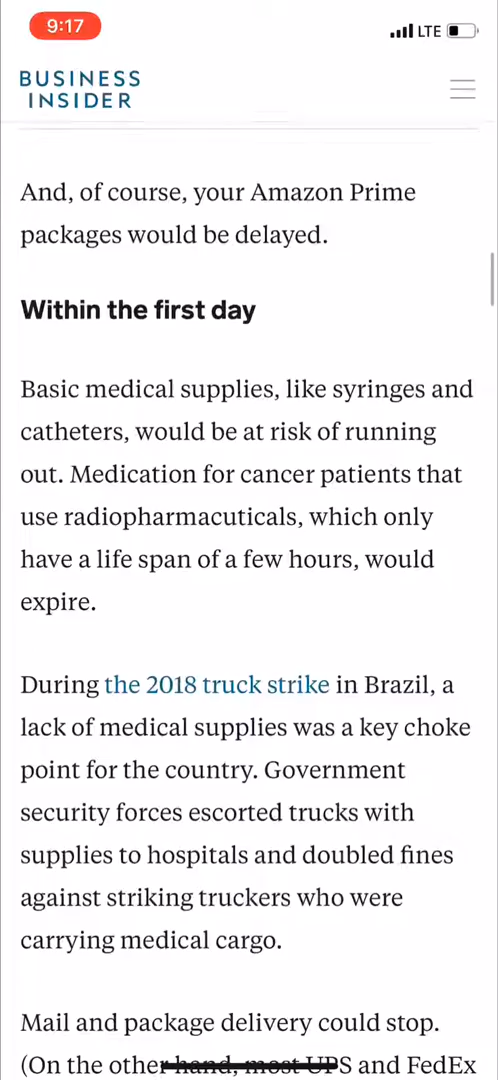 9:17
LTE
BUSINESS
INSIDER
And, of course, your Amazon Prime
packages would be delayed.
Within the first day
Basic medical supplies, like syringes and
catheters, would be at risk of running
out. Medication for cancer patients that
use radiopharmacuticals, which only
have a life span of a few hours, would
expire.
During the 2018 truck strike in Brazil, a
lack of medical supplies was a key choke
point for the country. Government
security forces escorted trucks with
supplies to hospitals and doubled fines
against striking truckers who were
carrying medical cargo.
Mail and package delivery could stop.
(On the other hand, most UPS and FedEx